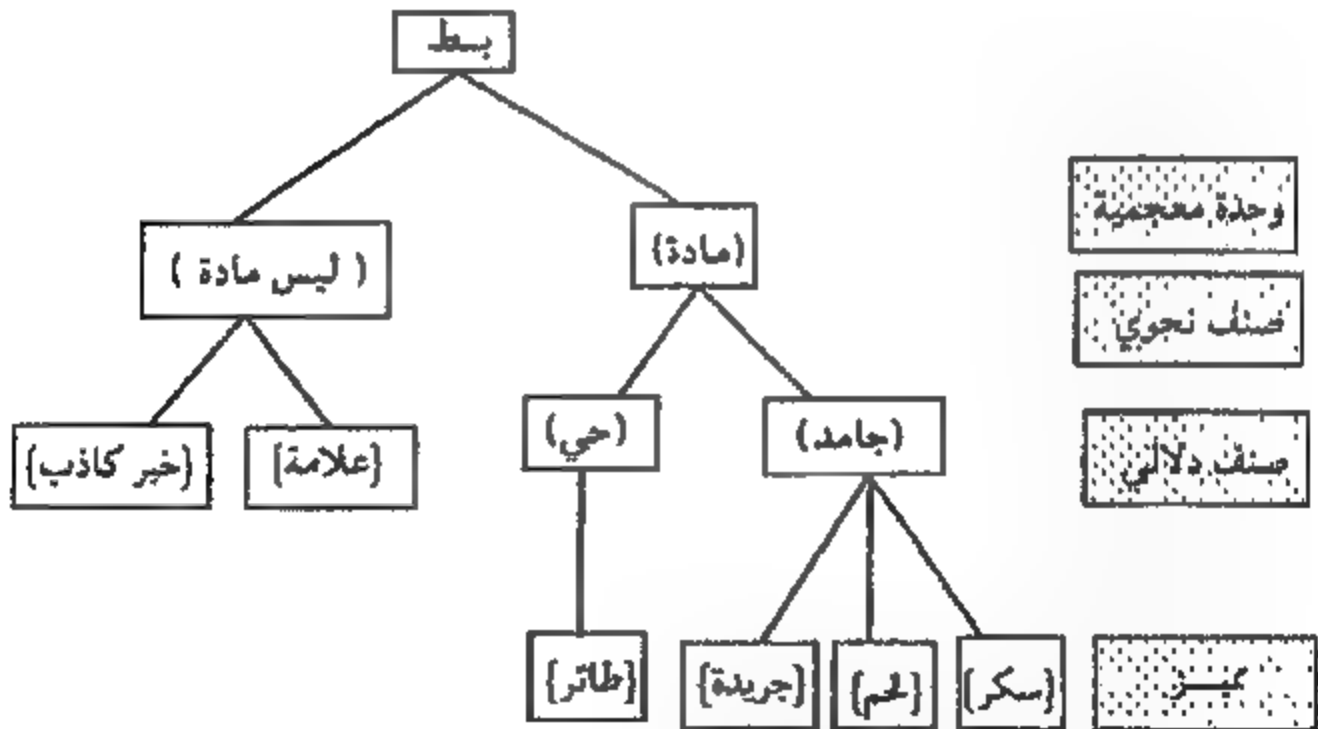 بط
وحدة معجمية
(مادة)
( ليس مادة )
صنف نحوي
صنف دلالي
(جامد)
(حي)
[علامة]
[خبر كاذب]
مميز
[سكر]
[لحم]
[جريدة]
[طائر]